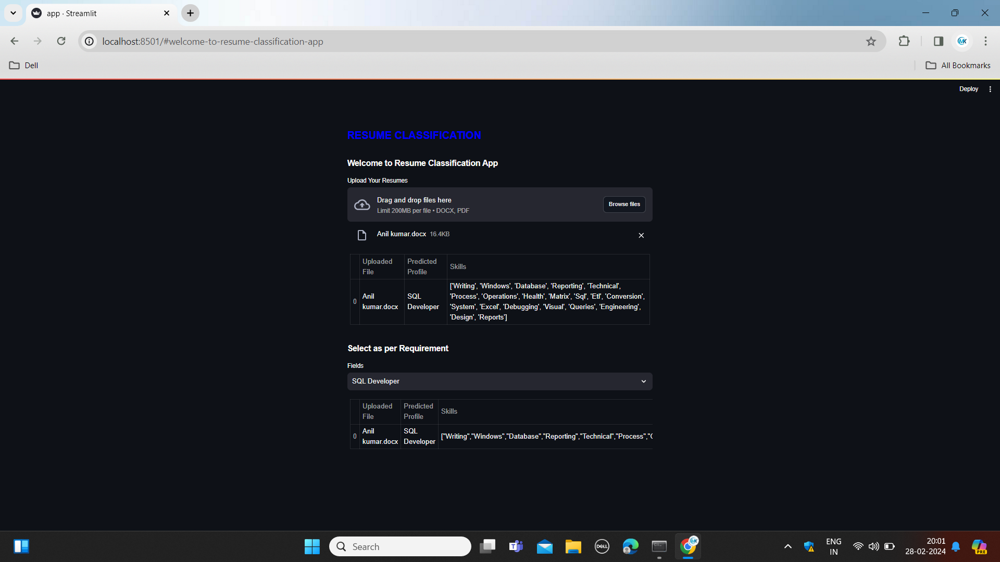 app · Streamlit
localhost:8501/#welcome-to-resume-classification-app
Dell
All Bookmarks
Deploy
RESUME CLASSIFICATION
Welcome to Resume Classification App
Upload Your Resumes
Drag and drop files here
Limit 200MB per file • DOCX, PDF
Browse files
Anil kumar.docx 16.4KB
Uploaded File
Predicted Profile
Skills
0
Anil kumar.docx
SQL Developer
['Writing', 'Windows', 'Database', 'Reporting', 'Technical',
'Process', 'Operations', 'Health', 'Matrix', 'Sql', 'Etl', 'Conversion',
'System', 'Excel', 'Debugging', 'Visual', 'Queries', 'Engineering',
'Design', 'Reports']
Select as per Requirement
Fields
SQL Developer
Uploaded File
Predicted Profile
Skills
0
Anil kumar.docx
SQL Developer
["Writing","Windows","Database","Reporting","Technical","Process","
Search
DELL
ENG
IN
20:01
28-02-2024
PRE